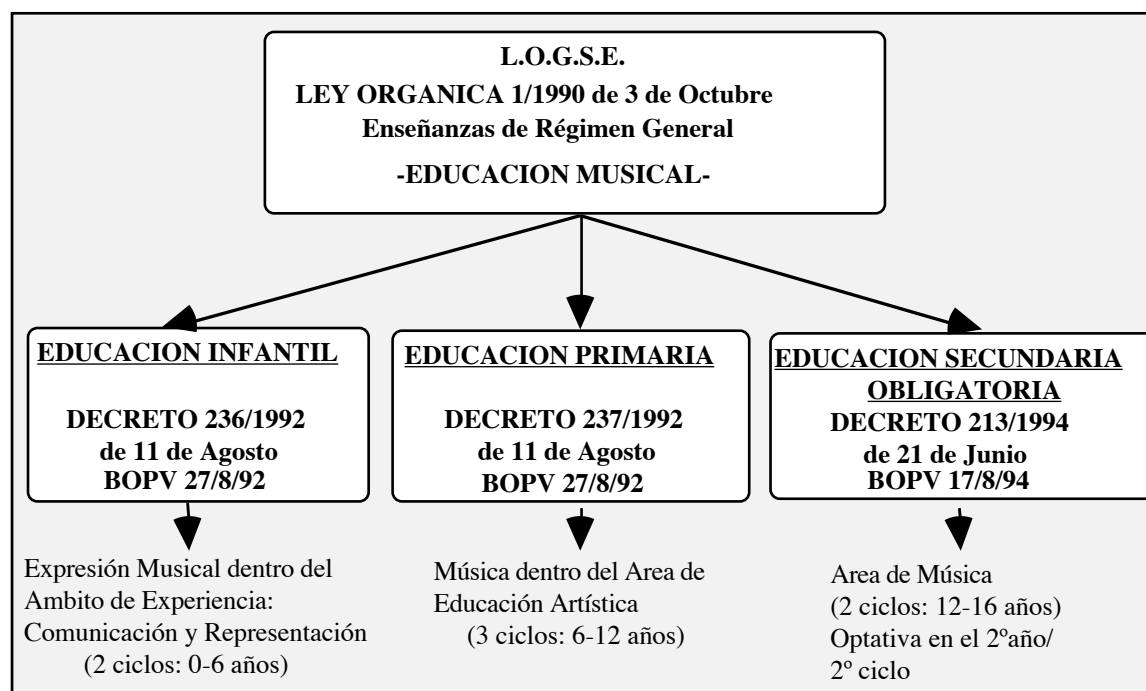 L.O.G.S.E.
LEY ORGANICA 1/1990 de 3 de Octubre
Enseñanzas de Régimen General
-EDUCACION MUSICAL-
EDUCACION INFANTIL
DECRETO 236/1992
de 11 de Agosto
BOPV 27/8/92
EDUCACION PRIMARIA
DECRETO 237/1992
de 11 de Agosto
BOPV 27/8/92
EDUCACION SECUNDARIA
OBLIGATORIA
DECRETO 213/1994
de 21 de Junio
BOPV 17/8/94
Expresión Musical dentro del
Ambito de Experiencia:
Comunicación y Representación
(2 ciclos: 0-6 años)
Música dentro del Area de
Educación Artística
(3 ciclos: 6-12 años)
Area de Música
(2 ciclos: 12-16 años)
Optativa en el 2ºaño/
2º ciclo